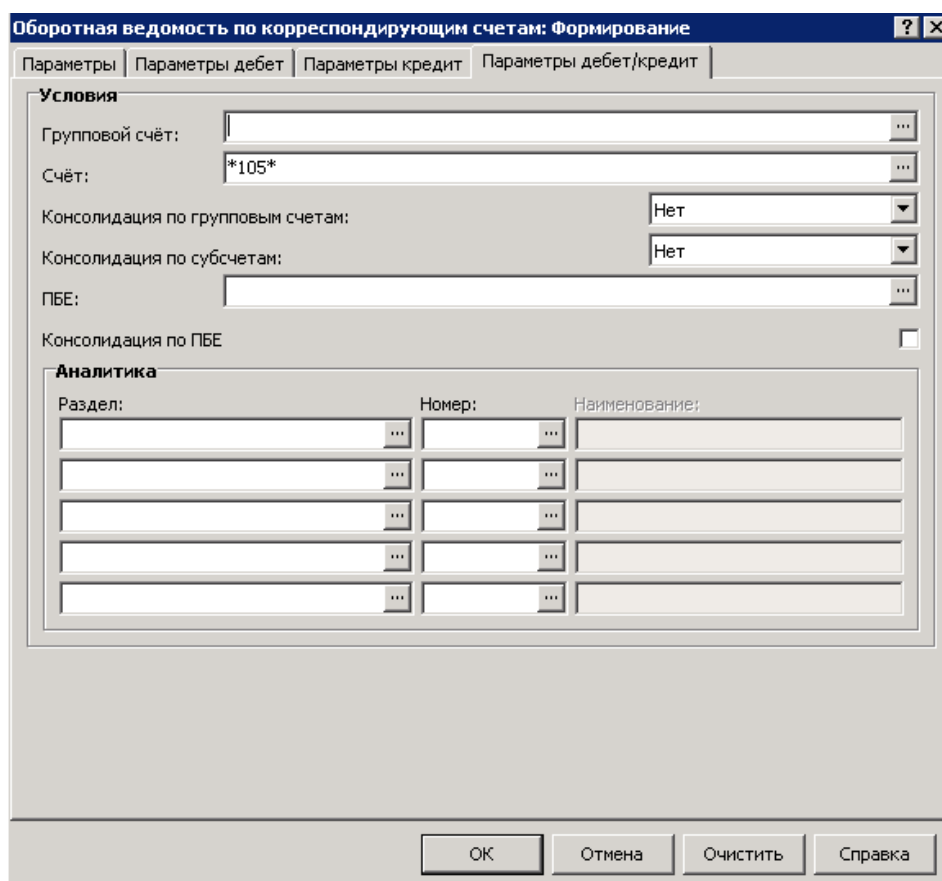 Оборотная ведомость по корреспондирующим счетам: Формирование
Параметры Параметры дебет Параметры кредит Параметры дебет/кредит
Условия
Групповой счёт: ...
Счёт: *105* ...
Консолидация по групповым счетам: Нет
Консолидация по субсчетам: Нет
ПБЕ: ...
Консолидация по ПБЕ
Аналитика
Раздел: Номер: Наименование:
... ...
... ...
... ...
... ...
... ...
ОК Отмена Очистить Справка